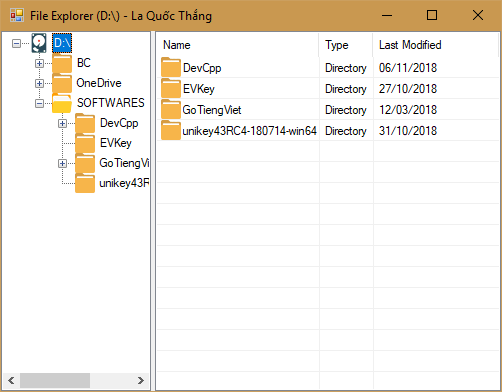 File Explorer (D:\) - La Quốc Thắng
D:\
BC
OneDrive
SOFTWARES
DevCpp
EVKey
GoTiengVi
unikey43R
Name Type Last Modified
DevCpp Directory 06/11/2018
EVKey Directory 27/10/2018
GoTiengViet Directory 12/03/2018
unikey43RC4-180714-win64 Directory 31/10/2018